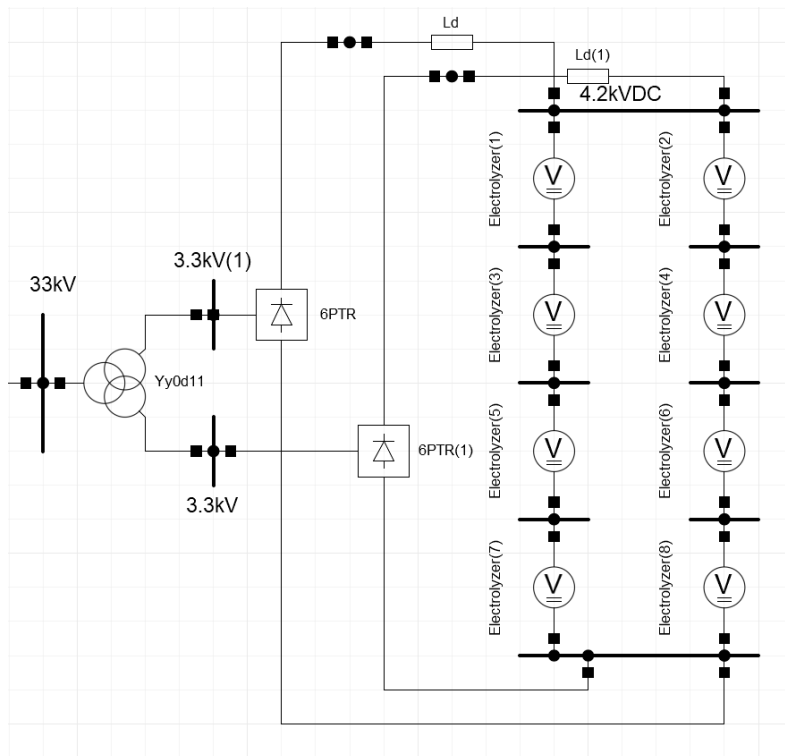 Ld
Ld(1)
4.2kVDC
Electrolyzer(1)
Electrolyzer(2)
3.3kV(1)
33kV
Electrolyzer(3)
Electrolyzer(4)
6PTR
Yy0d11
Electrolyzer(5)
Electrolyzer(6)
6PTR(1)
3.3kV
Electrolyzer(7)
Electrolyzer(8)
V
V
V
V
V
V
V
V